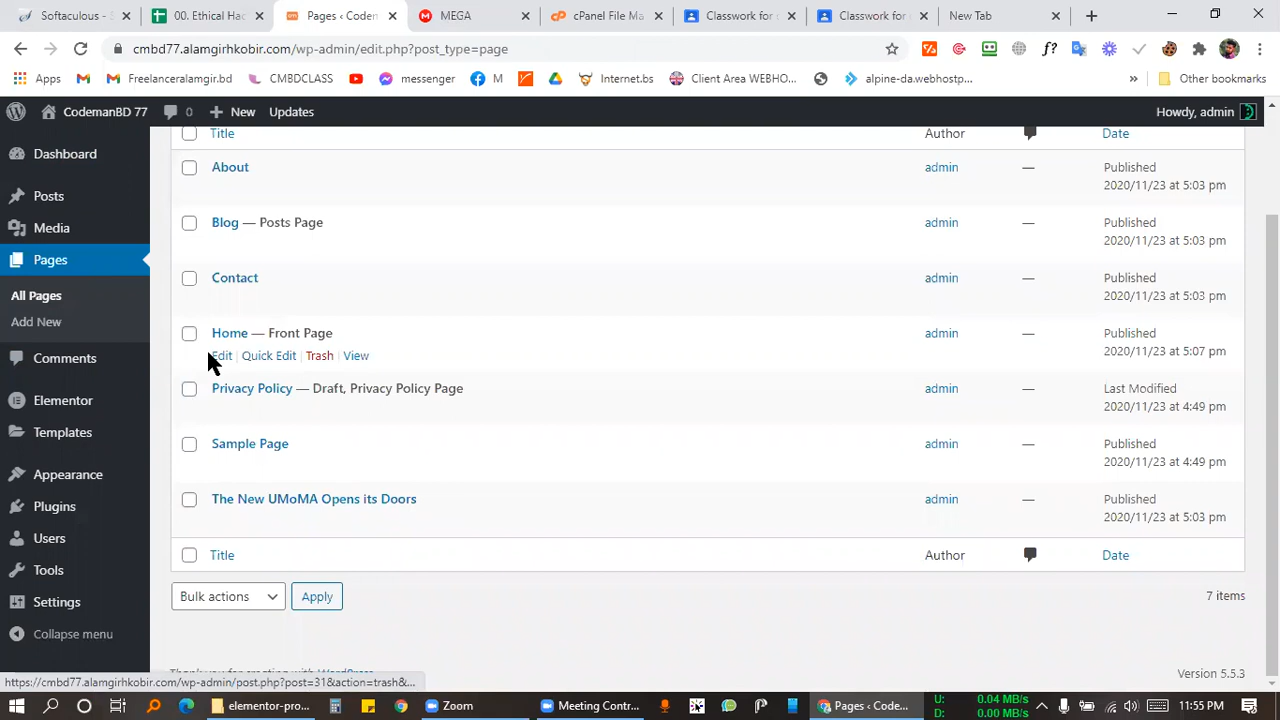 Softaculous - S
00. Ethical Hac
Pages ‹ Codem
MEGA
cPanel File Ma
Classwork for c
Classwork for n
New Tab
cmbd77.alamgirhkobir.com/wp-admin/edit.php?post_type=page
Apps
Freelanceralamgir.bd
CMBDCLASS
messenger
M
Internet.bs
Client Area WEBHO...
alpine-da.webhostp...
»
Other bookmarks
CodemanBD 77
0
New
Updates
Howdy, admin
Dashboard
Posts
Media
Pages
All Pages
Add New
Comments
Elementor
Templates
Appearance
Plugins
Users
Tools
Settings
Collapse menu
Title Author Date
About admin — Published
2020/11/23 at 5:03 pm
Blog — Posts Page admin — Published
2020/11/23 at 5:03 pm
Contact admin — Published
2020/11/23 at 5:03 pm
Home — Front Page admin — Published
2020/11/23 at 5:07 pm
Edit | Quick Edit | Trash | View
Privacy Policy — Draft, Privacy Policy Page admin — Last Modified
2020/11/23 at 4:49 pm
Sample Page admin — Published
2020/11/23 at 4:49 pm
The New UMoMA Opens its Doors admin — Published
2020/11/23 at 5:03 pm
Title Author Date
Bulk actions
Apply
7 items
Thank you for creating with WordPress
Version 5.5.3
https://cmbd77.alamgirhkobir.com/wp-admin/post.php?post=31&action=trash&...
elementor-pro...
Zoom
Meeting Contr...
Pages ‹ Code...
U: 0.04 MB/s
D: 0.00 MB/s
11:55 PM